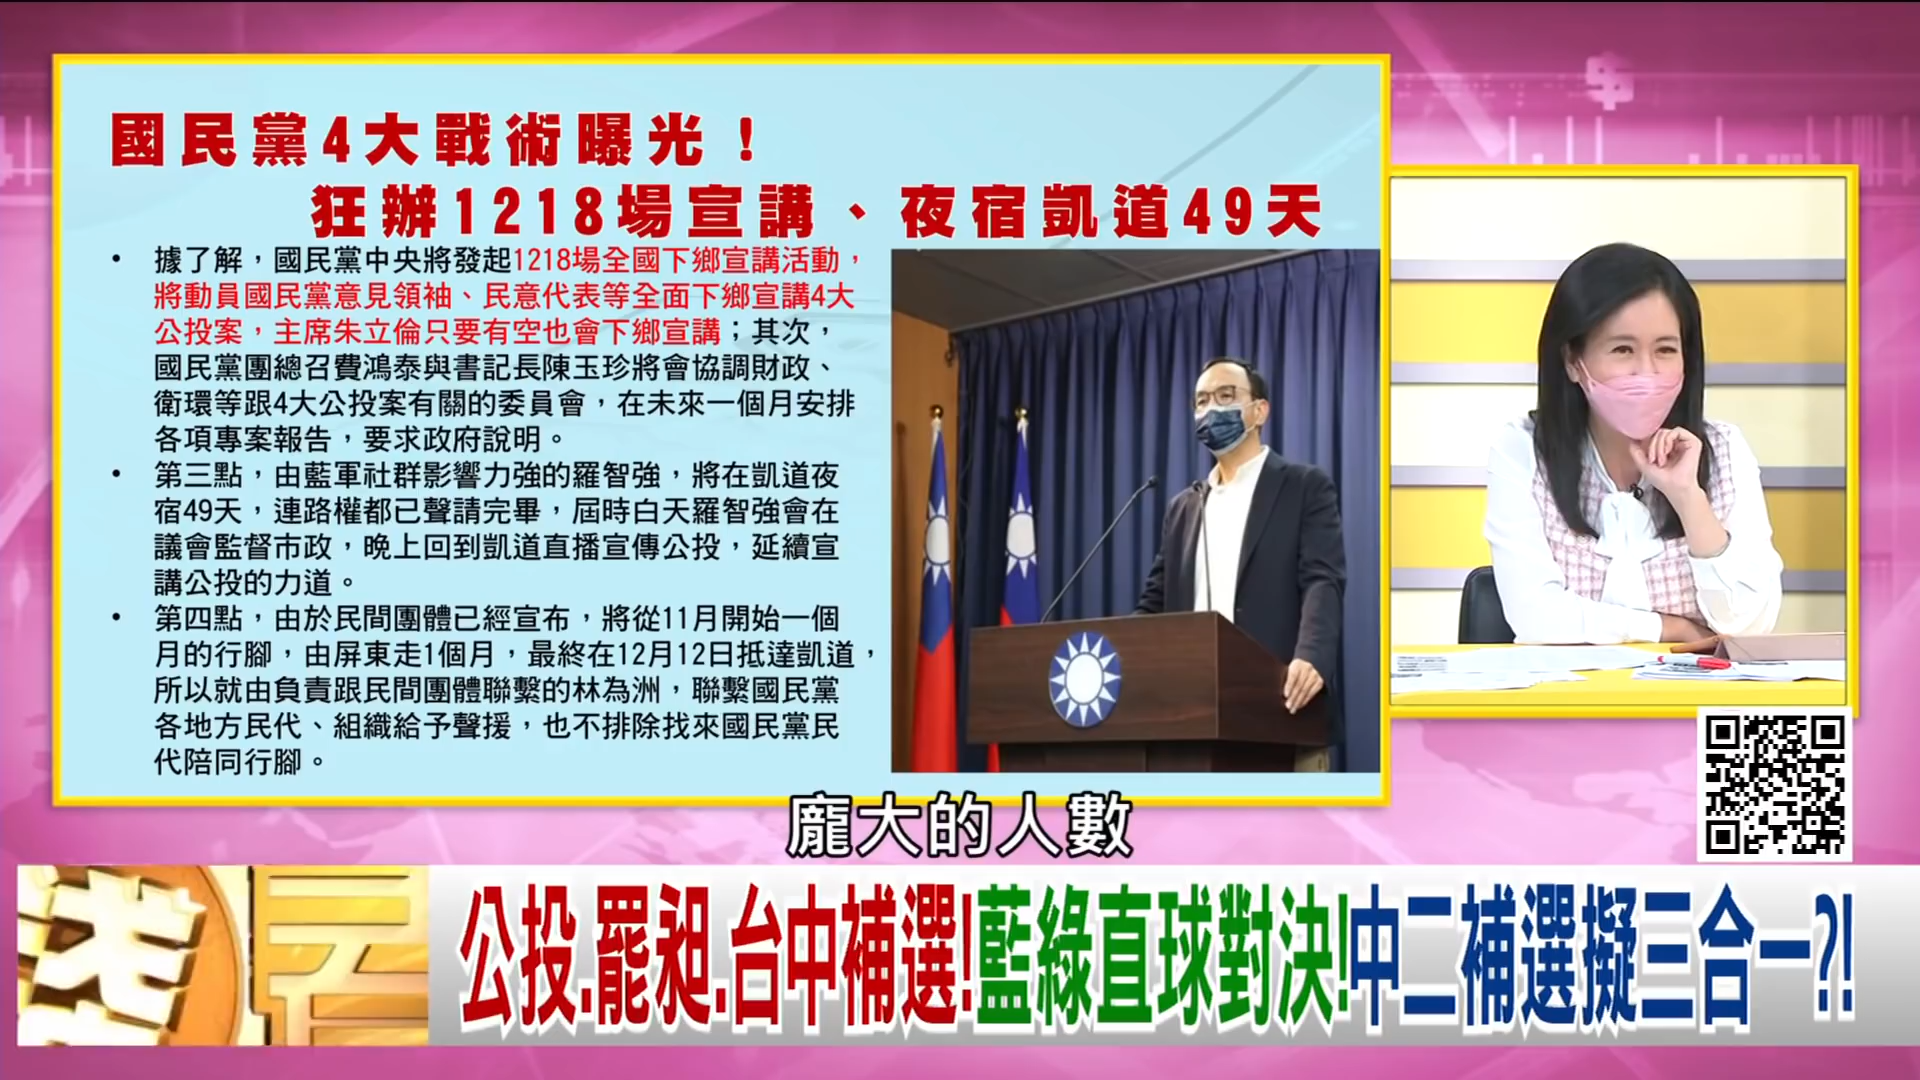 國民黨4大戰術曝光！
狂辦1218場宣講、夜宿凱道49天
• 據了解，國民黨中央將發起1218場全國下鄉宣講活動，
將動員國民黨意見領袖、民意代表等全面下鄉宣講4大
公投案，主席朱立倫只要有空也會下鄉宣講；其次，
國民黨團總召費鴻泰與書記長陳玉珍將會協調財政、
衛環等跟4大公投案有關的委員會，在未來一個月安排
各項專案報告，要求政府說明。
• 第三點，由藍軍社群影響力強的羅智強，將在凱道夜
宿49天，連路權都已聲請完畢，屆時白天羅智強會在
議會監督市政，晚上回到凱道直播宣傳公投，延續宣
講公投的力道。
• 第四點，由於民間團體已經宣布，將從11月開始一個
月的行腳，由屏東走1個月，最終在12月12日抵達凱道，
所以就由負責跟民間團體聯繫的林為洲，聯繫國民黨
各地方民代、組織給予聲援，也不排除找來國民黨民
代陪同行腳。
龐大的人數
公投.罷昶.台中補選!藍綠直球對決!中二補選擬三合一?!